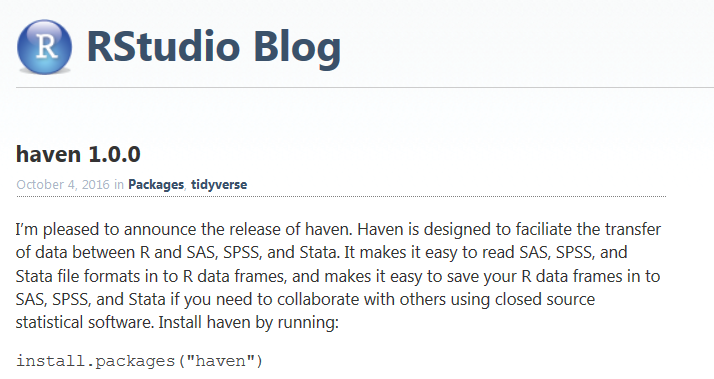 R RStudio Blog
haven 1.0.0
October 4, 2016 in Packages, tidyverse
I'm pleased to announce the release of haven. Haven is designed to faciliate the transfer
of data between R and SAS, SPSS, and Stata. It makes it easy to read SAS, SPSS, and
Stata file formats in to R data frames, and makes it easy to save your R data frames in to
SAS, SPSS, and Stata if you need to collaborate with others using closed source
statistical software. Install haven by running:
install.packages("haven")